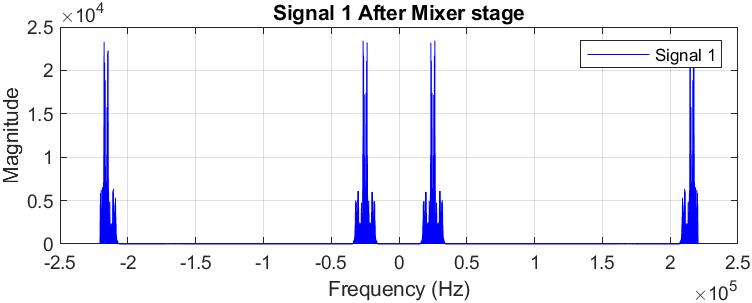 Signal 1 After Mixer stage
×10⁴
2.5
2
1.5
1
0.5
0
Magnitude
Signal 1
-2.5 -2 -1.5 -1 -0.5 0 0.5 1 1.5 2 2.5
Frequency (Hz)
×10⁵